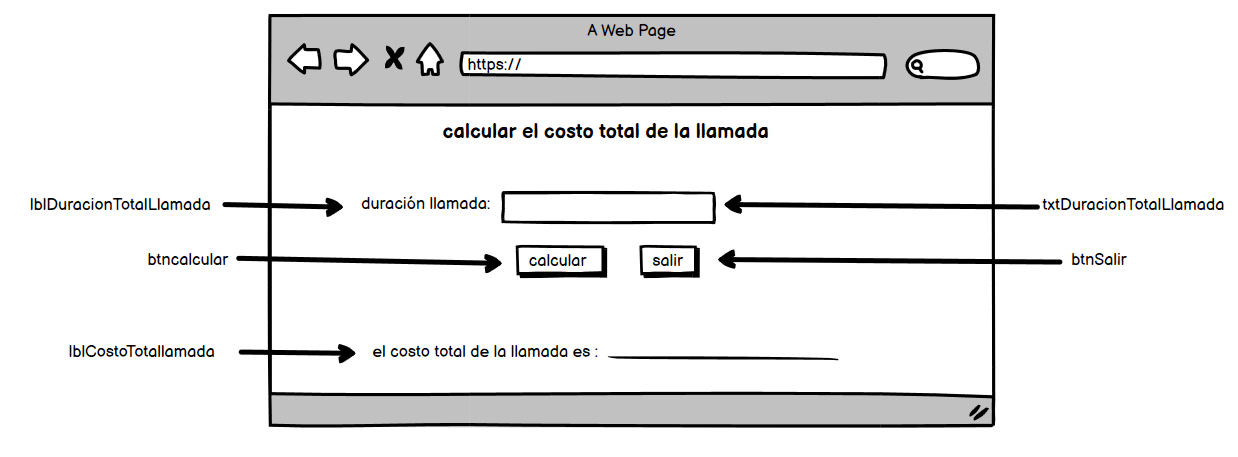 A Web Page
https://
calcular el costo total de la llamada
lblDuracionTotalLlamada
duración llamada:
txtDuracionTotalLlamada
btncalcular
calcular
salir
btnSalir
lblCostoTotallamada
el costo total de la llamada es :